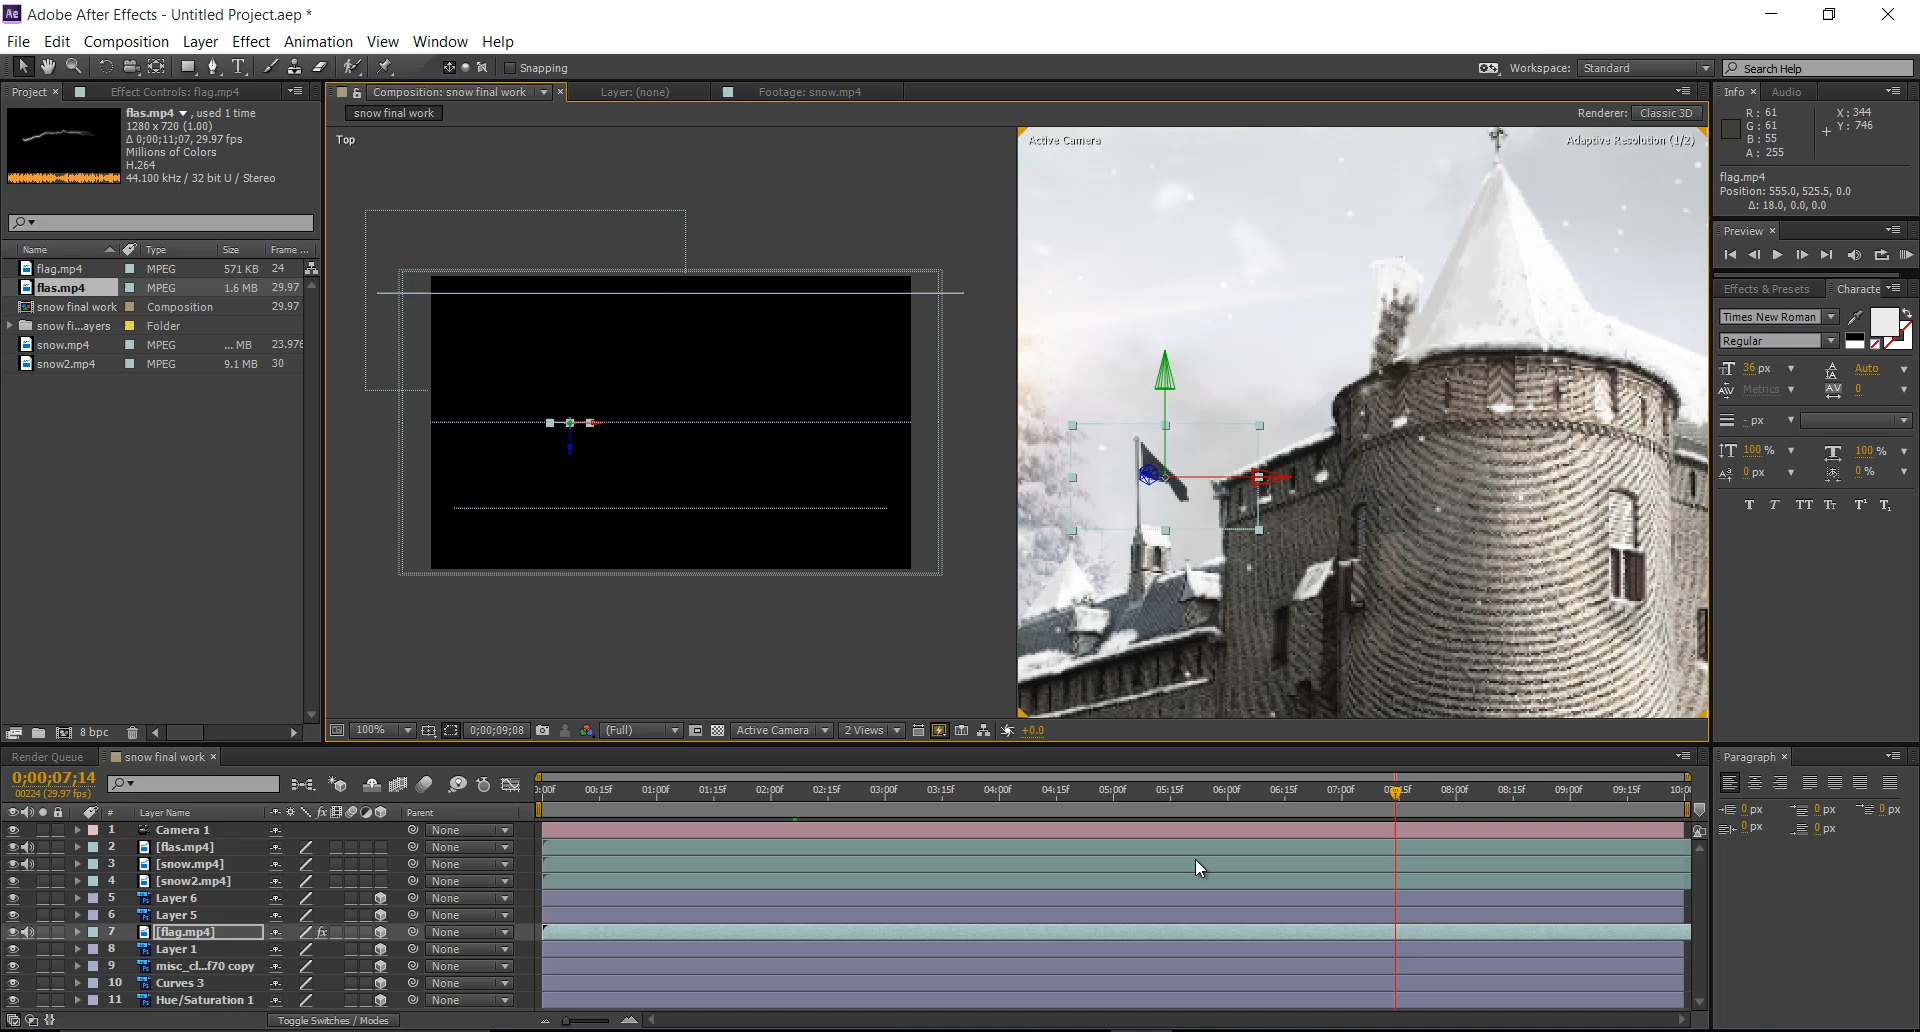 Adobe After Effects - Untitled Project.aep *
File Edit Composition Layer Effect Animation View Window Help
Snapping
Workspace: Standard
Search Help
Project × Effect Controls: flag.mp4
Composition: snow final work × Layer: (none) Footage: snow.mp4
Info × Audio
flas.mp4 ▼, used 1 time
1280 x 720 (1.00)
Δ 0;00;11;07, 29.97 fps
Millions of Colors
H.264
44.100 kHz / 32 bit U / Stereo
snow final work
Renderer: Classic 3D
R: 61
G: 61
B: 55
A: 255
X: 344
Y: 746
flag.mp4
Position: 555.0, 525.5, 0.0
Δ: 18.0, 0.0, 0.0
Top
Active Camera
Adaptive Resolution (1/2)
Preview ×
Name Type Size Frame ...
flag.mp4 MPEG 571 KB 24
flas.mp4 MPEG 1.6 MB 29.97
snow final work Composition 29.97
snow fi...ayers Folder
snow.mp4 MPEG ... MB 23.976
snow2.mp4 MPEG 9.1 MB 30
Effects & Presets Characte
Times New Roman
Regular
36 px Auto
Metrics 0
- px
100 % 100 %
0 px 0 %
T T TT Tr T¹ T₁
8 bpc
100% 0;00;09;08 (Full) Active Camera 2 Views +0.0
Render Queue snow final work ×
Paragraph ×
0;00;07;14
00224 (29.97 fps)
0:00f 00:15f 01:00f 01:15f 02:00f 02:15f 03:00f 03:15f 04:00f 04:15f 05:00f 05:15f 06:00f 06:15f 07:00f 07:15f 08:00f 08:15f 09:00f 09:15f 10:0
# Layer Name fx Parent
0 px 0 px 0 px
0 px 0 px
1 Camera 1 None
2 [flas.mp4] None
3 [snow.mp4] None
4 [snow2.mp4] None
5 Layer 6 None
6 Layer 5 None
7 [flag.mp4] fx None
8 Layer 1 None
9 misc_cl...f70 copy None
10 Curves 3 None
11 Hue/Saturation 1 None
Toggle Switches / Modes